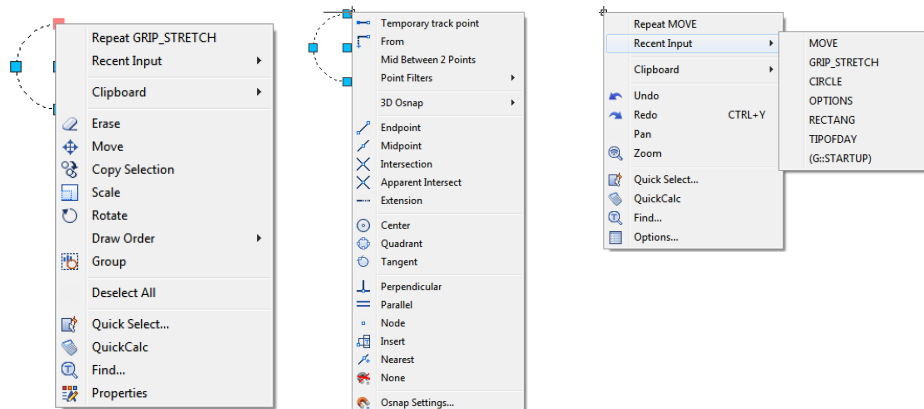 Repeat GRIP_STRETCH
Recent Input
Clipboard
Erase
Move
Copy Selection
Scale
Rotate
Draw Order
Group
Deselect All
Quick Select...
QuickCalc
Find...
Properties
Temporary track point
From
Mid Between 2 Points
Point Filters
3D Osnap
Endpoint
Midpoint
Intersection
Apparent Intersect
Extension
Center
Quadrant
Tangent
Perpendicular
Parallel
Node
Insert
Nearest
None
Osnap Settings...
Repeat MOVE
Recent Input
Clipboard
Undo
Redo CTRL+Y
Pan
Zoom
Quick Select...
QuickCalc
Find...
Options...
MOVE
GRIP_STRETCH
CIRCLE
OPTIONS
RECTANG
TIPOFDAY
(G::STARTUP)